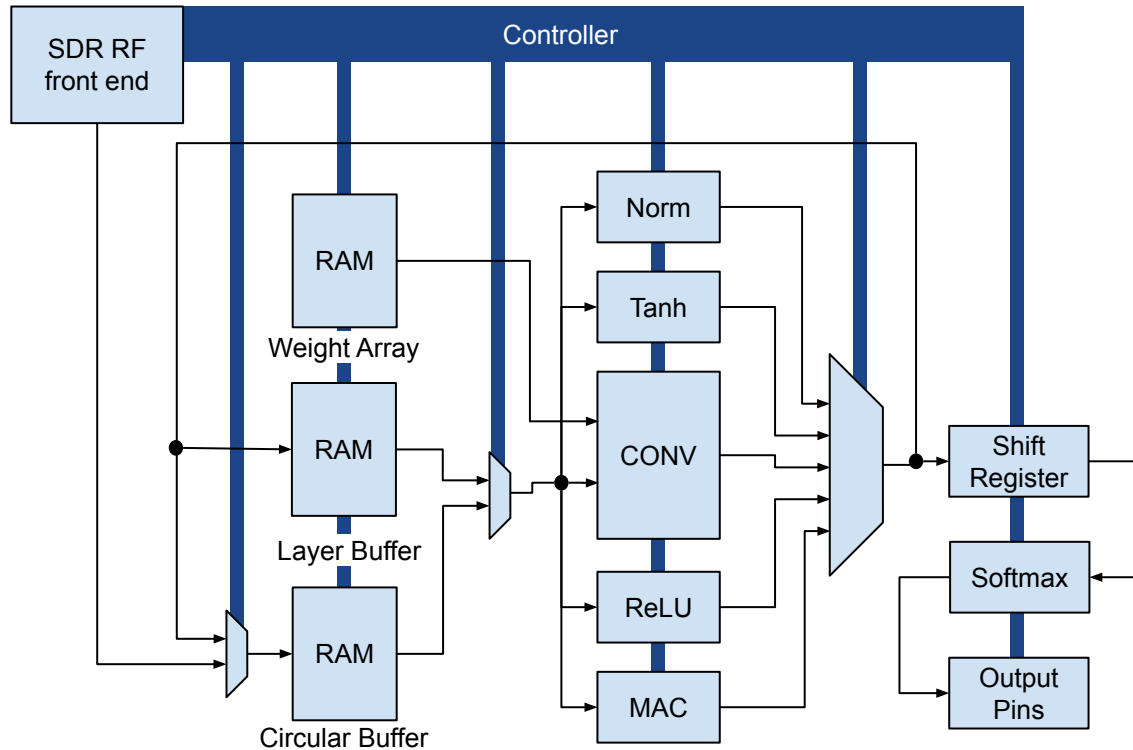 SDR RF
front end
Controller
RAM
Weight Array
RAM
Layer Buffer
RAM
Circular Buffer
Norm
Tanh
CONV
ReLU
MAC
Shift
Register
Softmax
Output
Pins